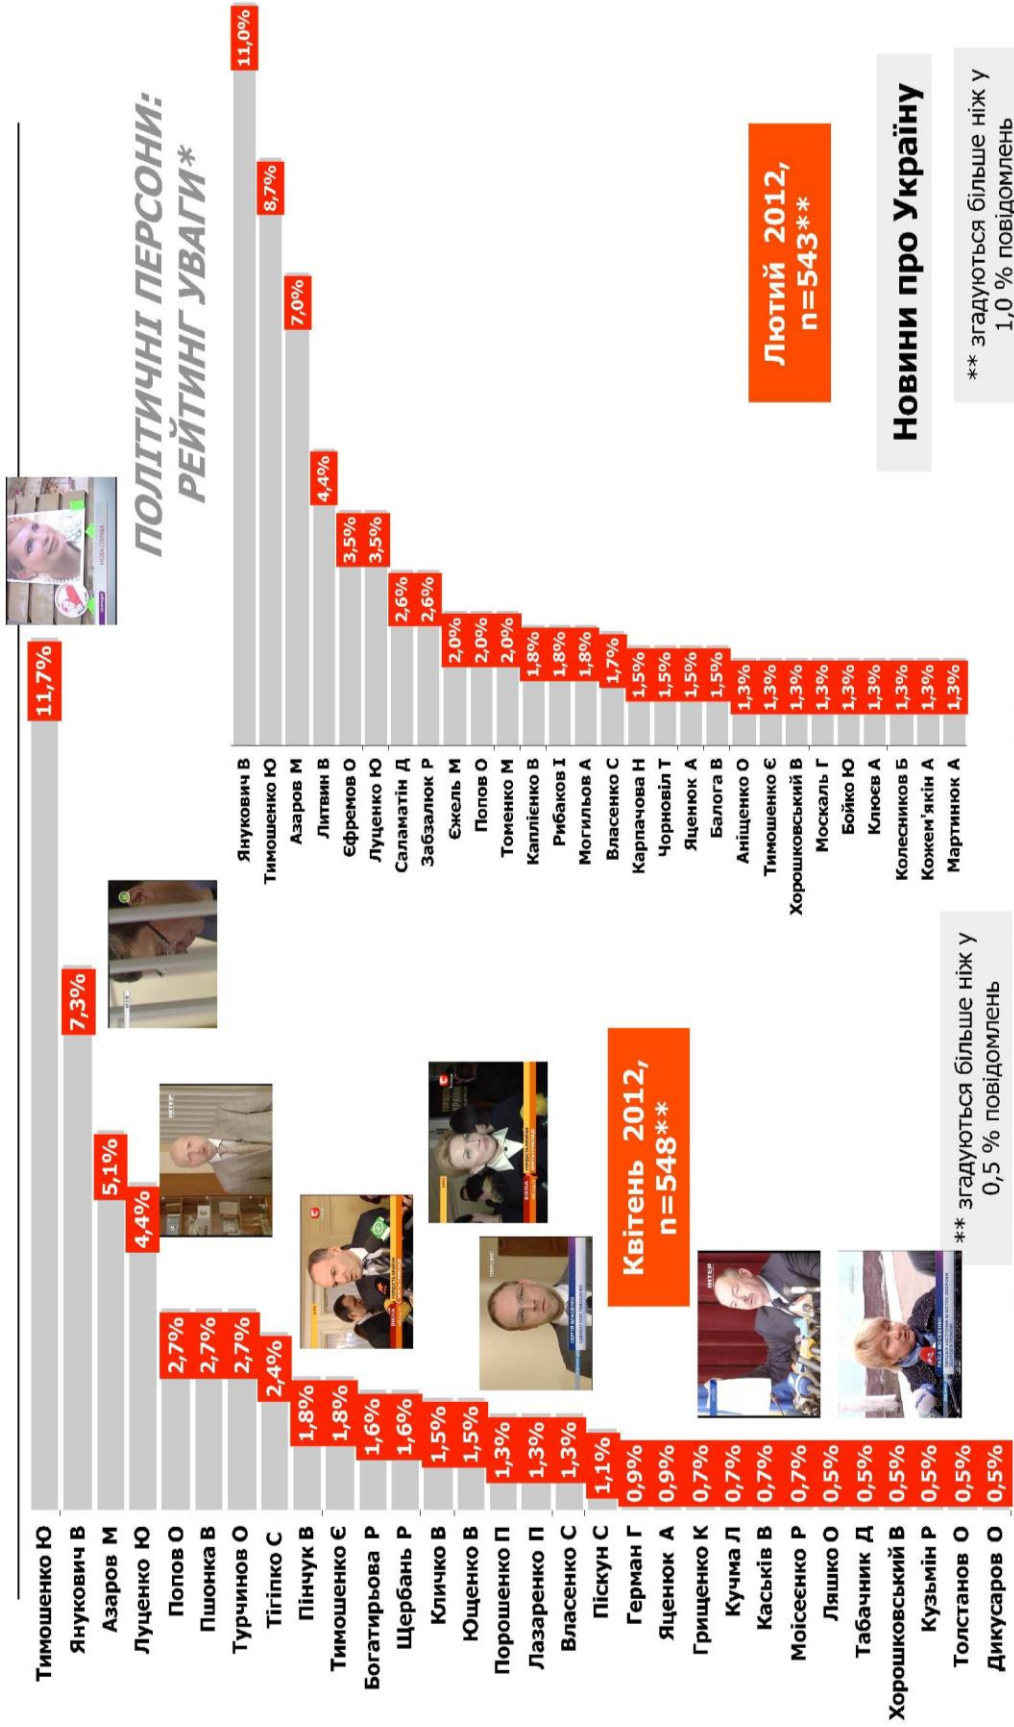 ПОЛІТИЧНІ ПЕРСОНИ:
РЕЙТИНГ УВАГИ*
Тимошенко Ю 11,7%
Янукович В 7,3%
Азаров М 5,1%
Луценко Ю 4,4%
Попов О 2,7%
Пшонка В 2,7%
Турчинов О 2,7%
Тігіпко С 2,4%
Пінчук В 1,8%
Тимошенко Є 1,8%
Богатирьова Р 1,6%
Щербань Р 1,6%
Кличко В 1,5%
Ющенко В 1,5%
Порошенко П 1,3%
Лазаренко П 1,3%
Власенко С 1,3%
Піскун С 1,1%
Герман Г 0,9%
Яценюк А 0,9%
Грищенко К 0,7%
Кучма Л 0,7%
Каськів В 0,7%
Моісеєнко Р 0,7%
Ляшко О 0,5%
Табачник Д 0,5%
Хорошковський В 0,5%
Кузьмін Р 0,5%
Толстанов О 0,5%
Дикусаров О 0,5%
Квітень 2012,
n=548**
** згадуються більше ніж у
0,5 % повідомлень
Янукович В 11,0%
Тимошенко Ю 8,7%
Азаров М 7,0%
Литвин В 4,4%
Єфремов О 3,5%
Луценко Ю 3,5%
Саламатін Д 2,6%
Забзалюк Р 2,6%
Єжель М 2,0%
Попов О 2,0%
Томенко М 2,0%
Каплієнко В 1,8%
Рибаков І 1,8%
Могильов А 1,8%
Власенко С 1,7%
Карпачова Н 1,5%
Чорновіл Т 1,5%
Яценюк А 1,5%
Балога В 1,5%
Аніщенко О 1,3%
Тимошенко Є 1,3%
Хорошковський В 1,3%
Москаль Г 1,3%
Бойко Ю 1,3%
Клюєв А 1,3%
Колесников Б 1,3%
Кожем'якін А 1,3%
Мартинюк А 1,3%
Лютий 2012,
n=543**
Новини про Україну
** згадуються більше ніж у
1,0 % повідомлень
ІНТЕР
ІНТЕР